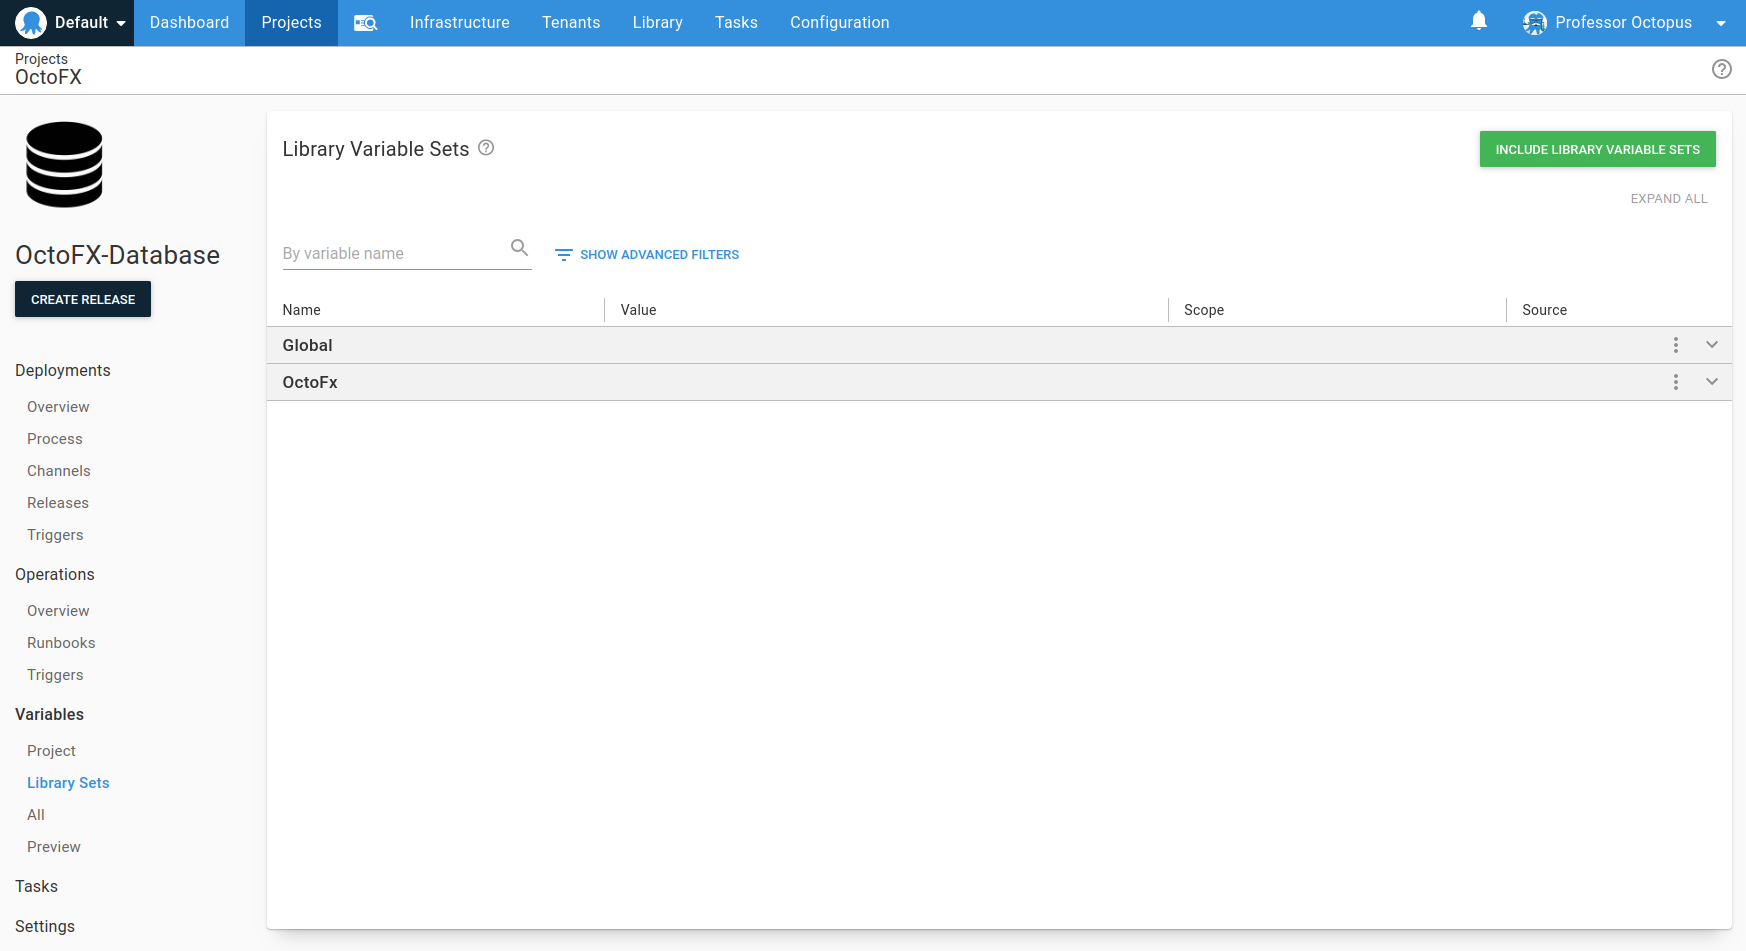 Default Dashboard Projects Infrastructure Tenants Library Tasks Configuration Professor Octopus
Projects
OctoFX
OctoFX-Database
CREATE RELEASE
Deployments
Overview
Process
Channels
Releases
Triggers
Operations
Overview
Runbooks
Triggers
Variables
Project
Library Sets
All
Preview
Tasks
Settings
Library Variable Sets
INCLUDE LIBRARY VARIABLE SETS
EXPAND ALL
By variable name
SHOW ADVANCED FILTERS
Name Value Scope Source
Global
OctoFx